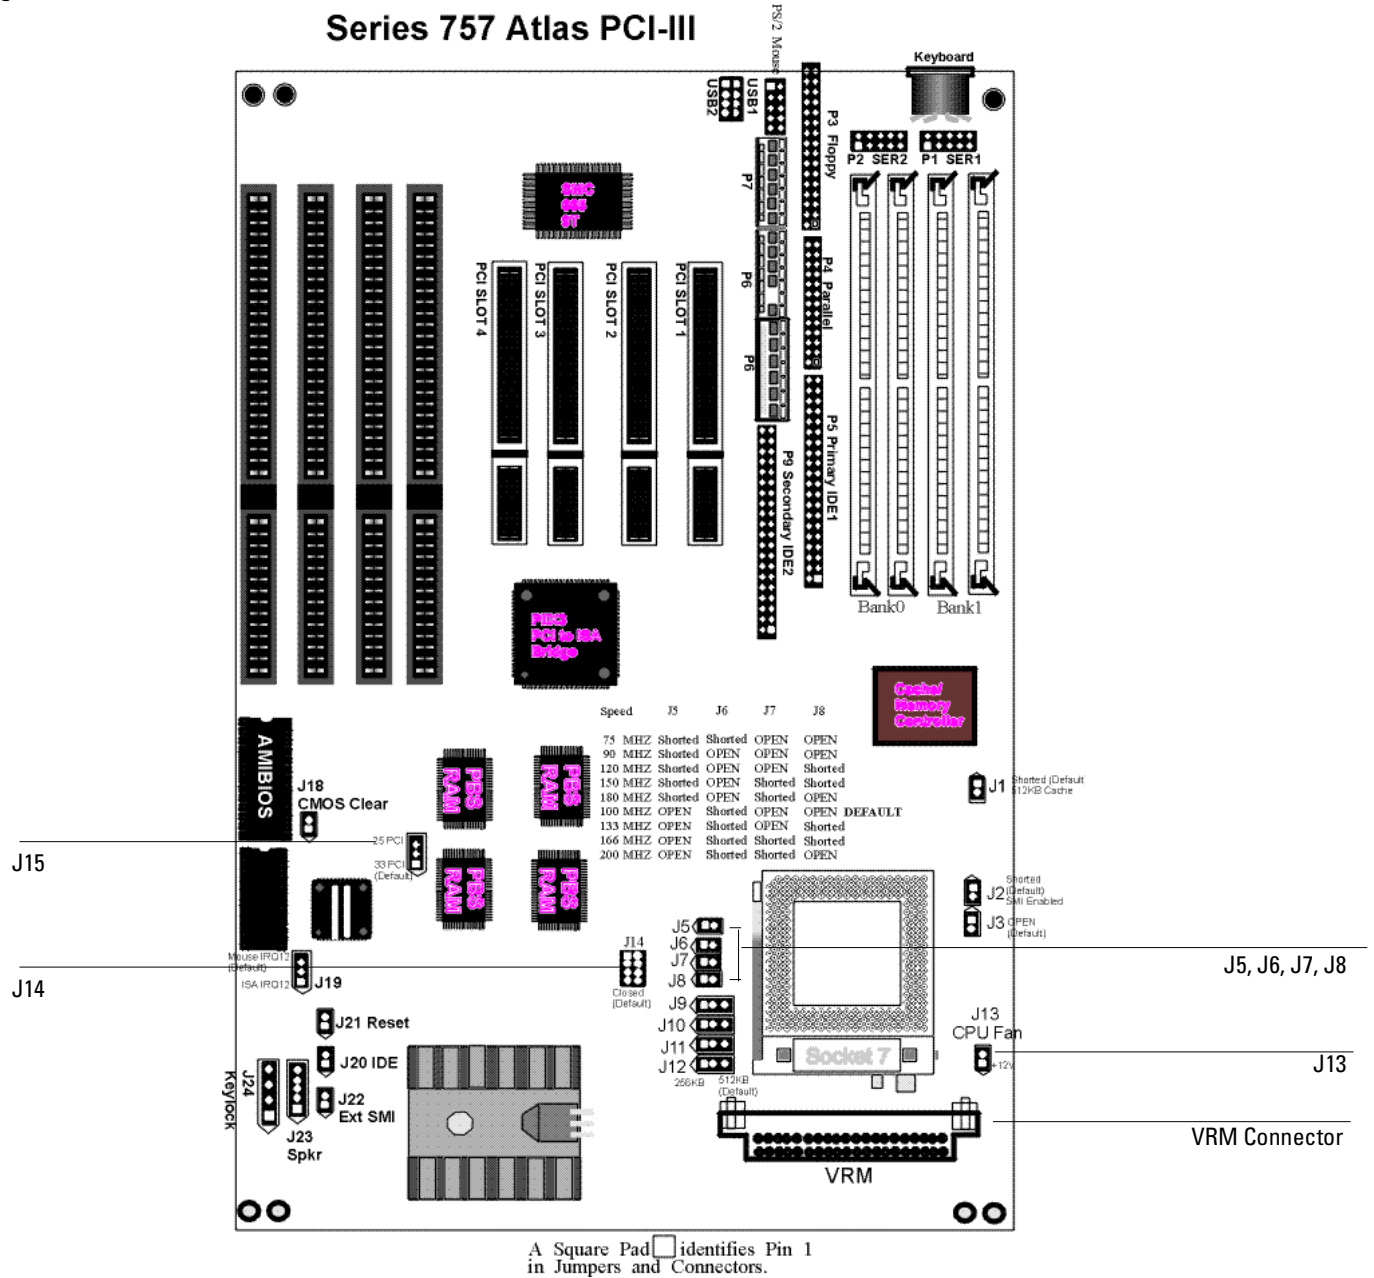 Series 757 Atlas PCI-III
PS/2 Mouse
Keyboard
USB2
USB1
P3 Floppy
P2 SER2
P1 SER1
P7
SMC
ST
PCI SLOT 4
PCI SLOT 3
PCI SLOT 2
PCI SLOT 1
P6
P4 Parallel
P6
P5 Primary IDE1
P9 Secondary IDE2
Bank0
Bank1
PIIX3
PCI to ISA
Bridge
Cache/
Memory
Controller
Speed J5 J6 J7 J8
75 MHZ Shorted Shorted OPEN OPEN
90 MHZ Shorted OPEN OPEN OPEN
120 MHZ Shorted OPEN OPEN Shorted
150 MHZ Shorted OPEN Shorted Shorted
180 MHZ Shorted OPEN Shorted OPEN
100 MHZ OPEN Shorted OPEN OPEN DEFAULT
133 MHZ OPEN Shorted OPEN Shorted
166 MHZ OPEN Shorted Shorted Shorted
200 MHZ OPEN Shorted Shorted OPEN
AMIBIOS
J18
CMOS Clear
PBS
RAM
PBS
RAM
J1
Shorted (Default
512KB Cache
25 PCI
33 PCI
(Default)
J15
PBS
RAM
PBS
RAM
J2
Shorted
(Default)
SMI Enabled
J3
OPEN
(Default)
J5
J6
J7
J8
J14
Closed
(Default)
Mouse IRQ12
(Default)
ISA IRQ12
J19
J14
J5, J6, J7, J8
J9
J10
J11
J12
256KB
512KB
(Default)
Socket 7
J13
CPU Fan
+12V
J13
J21 Reset
J20 IDE
J22
Ext SMI
J24
Keylock
J23
Spkr
VRM Connector
VRM
A Square Pad identifies Pin 1
in Jumpers and Connectors.